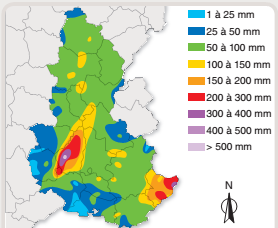 1 à 25 mm
25 à 50 mm
50 à 100 mm
100 à 150 mm
150 à 200 mm
200 à 300 mm
300 à 400 mm
400 à 500 mm
> 500 mm
N